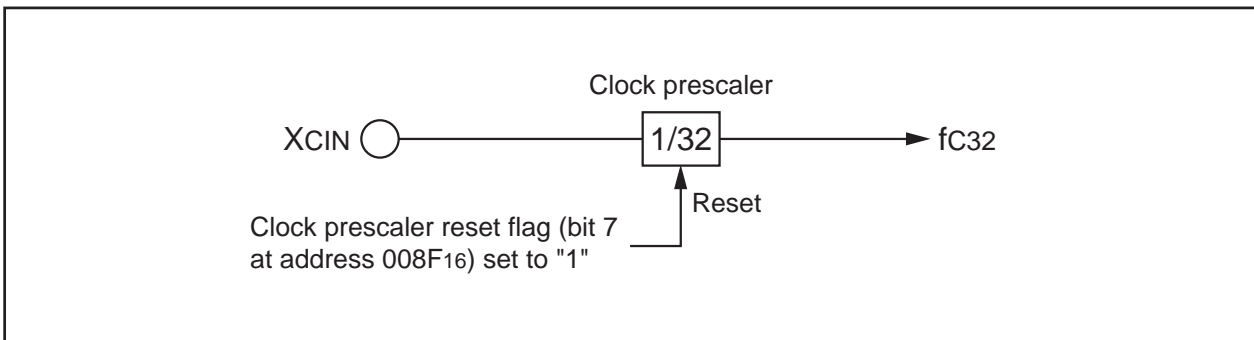 Clock prescaler
XCIN
1/32
fC32
Reset
Clock prescaler reset flag (bit 7
at address 008F16) set to "1"